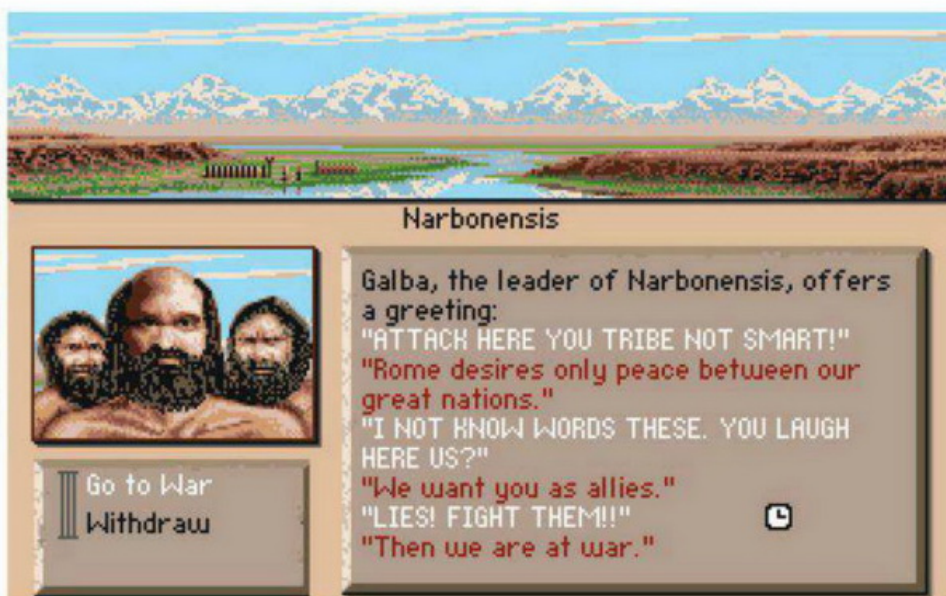 Narbonensis
Galba, the leader of Narbonensis, offers
a greeting:
"ATTACK HERE YOU TRIBE NOT SMART!"
"Rome desires only peace between our
great nations."
"I NOT KNOW WORDS THESE. YOU LAUGH
HERE US?"
"We want you as allies."
"LIES! FIGHT THEM!!"
"Then we are at war."
Go to War
Withdraw